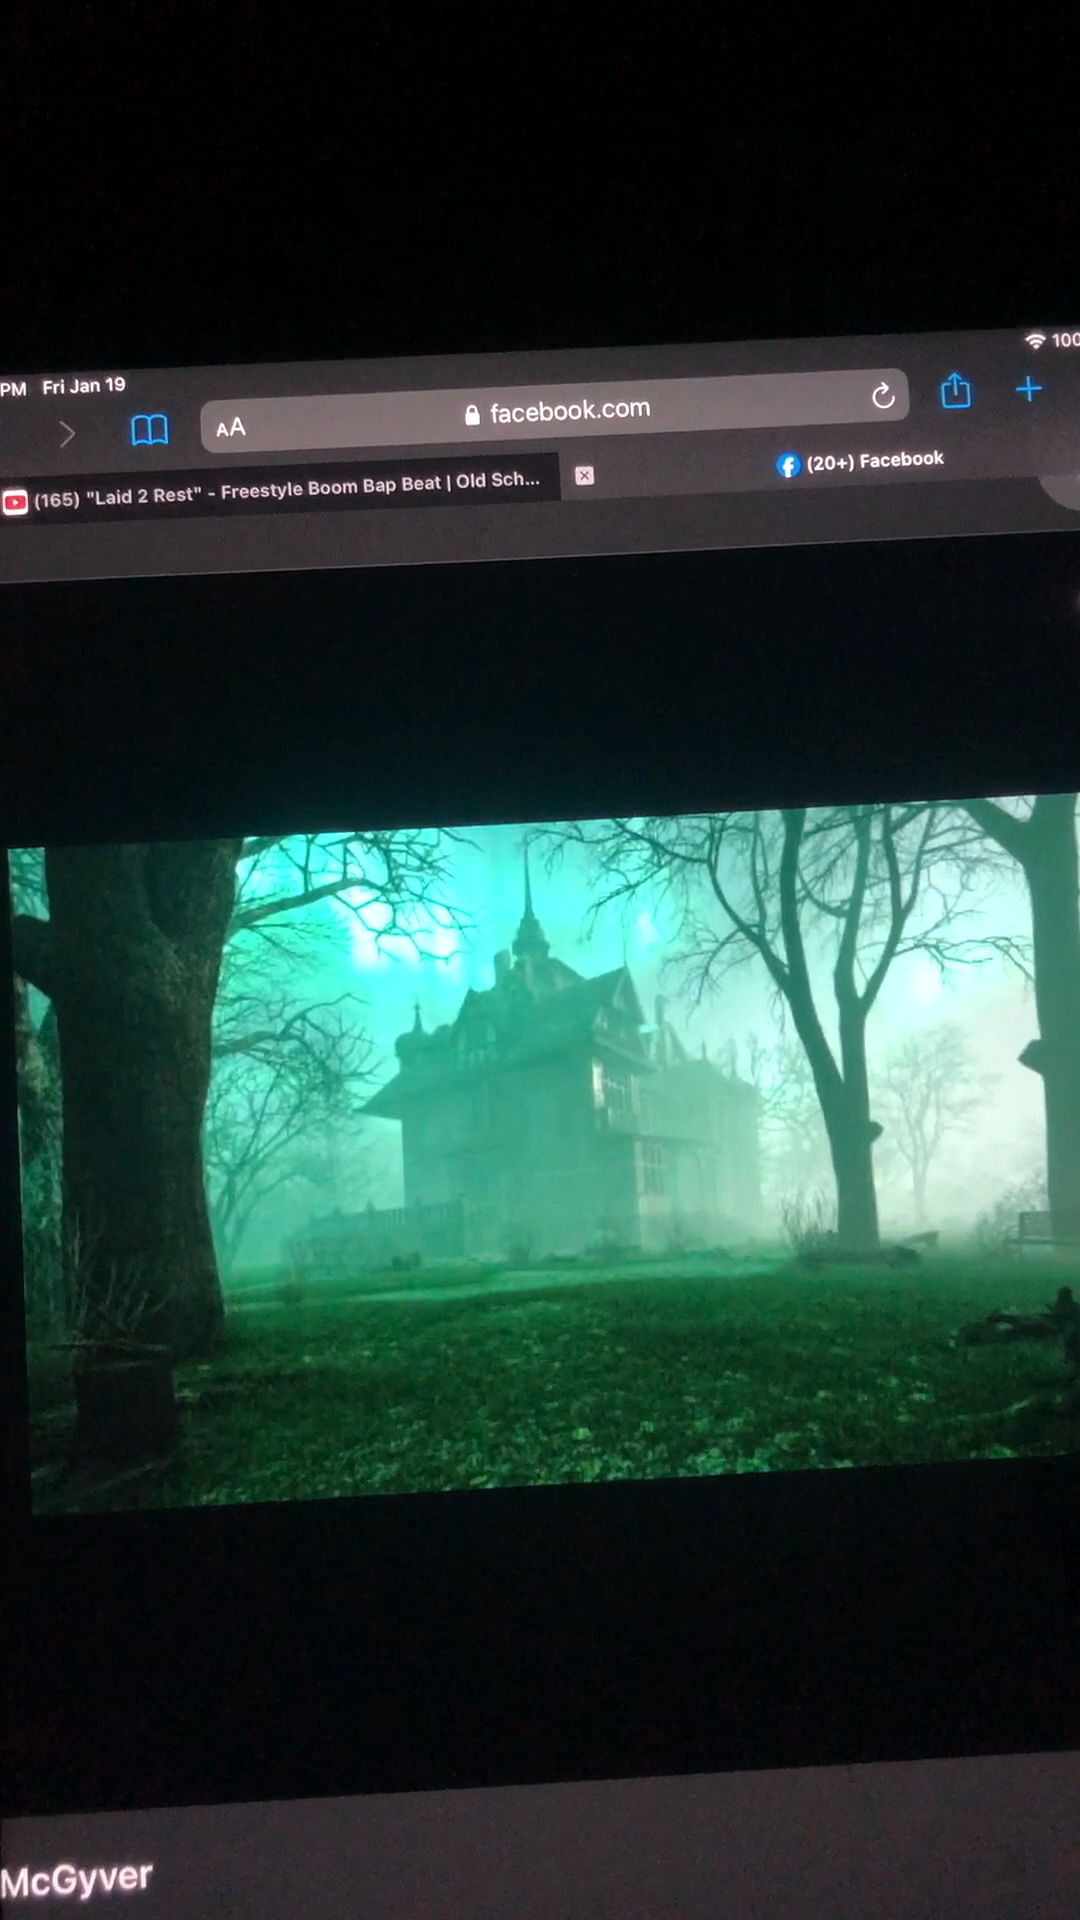 PM Fri Jan 19
100
AA facebook.com
(165) "Laid 2 Rest" - Freestyle Boom Bap Beat | Old Sch...
(20+) Facebook
McGyver